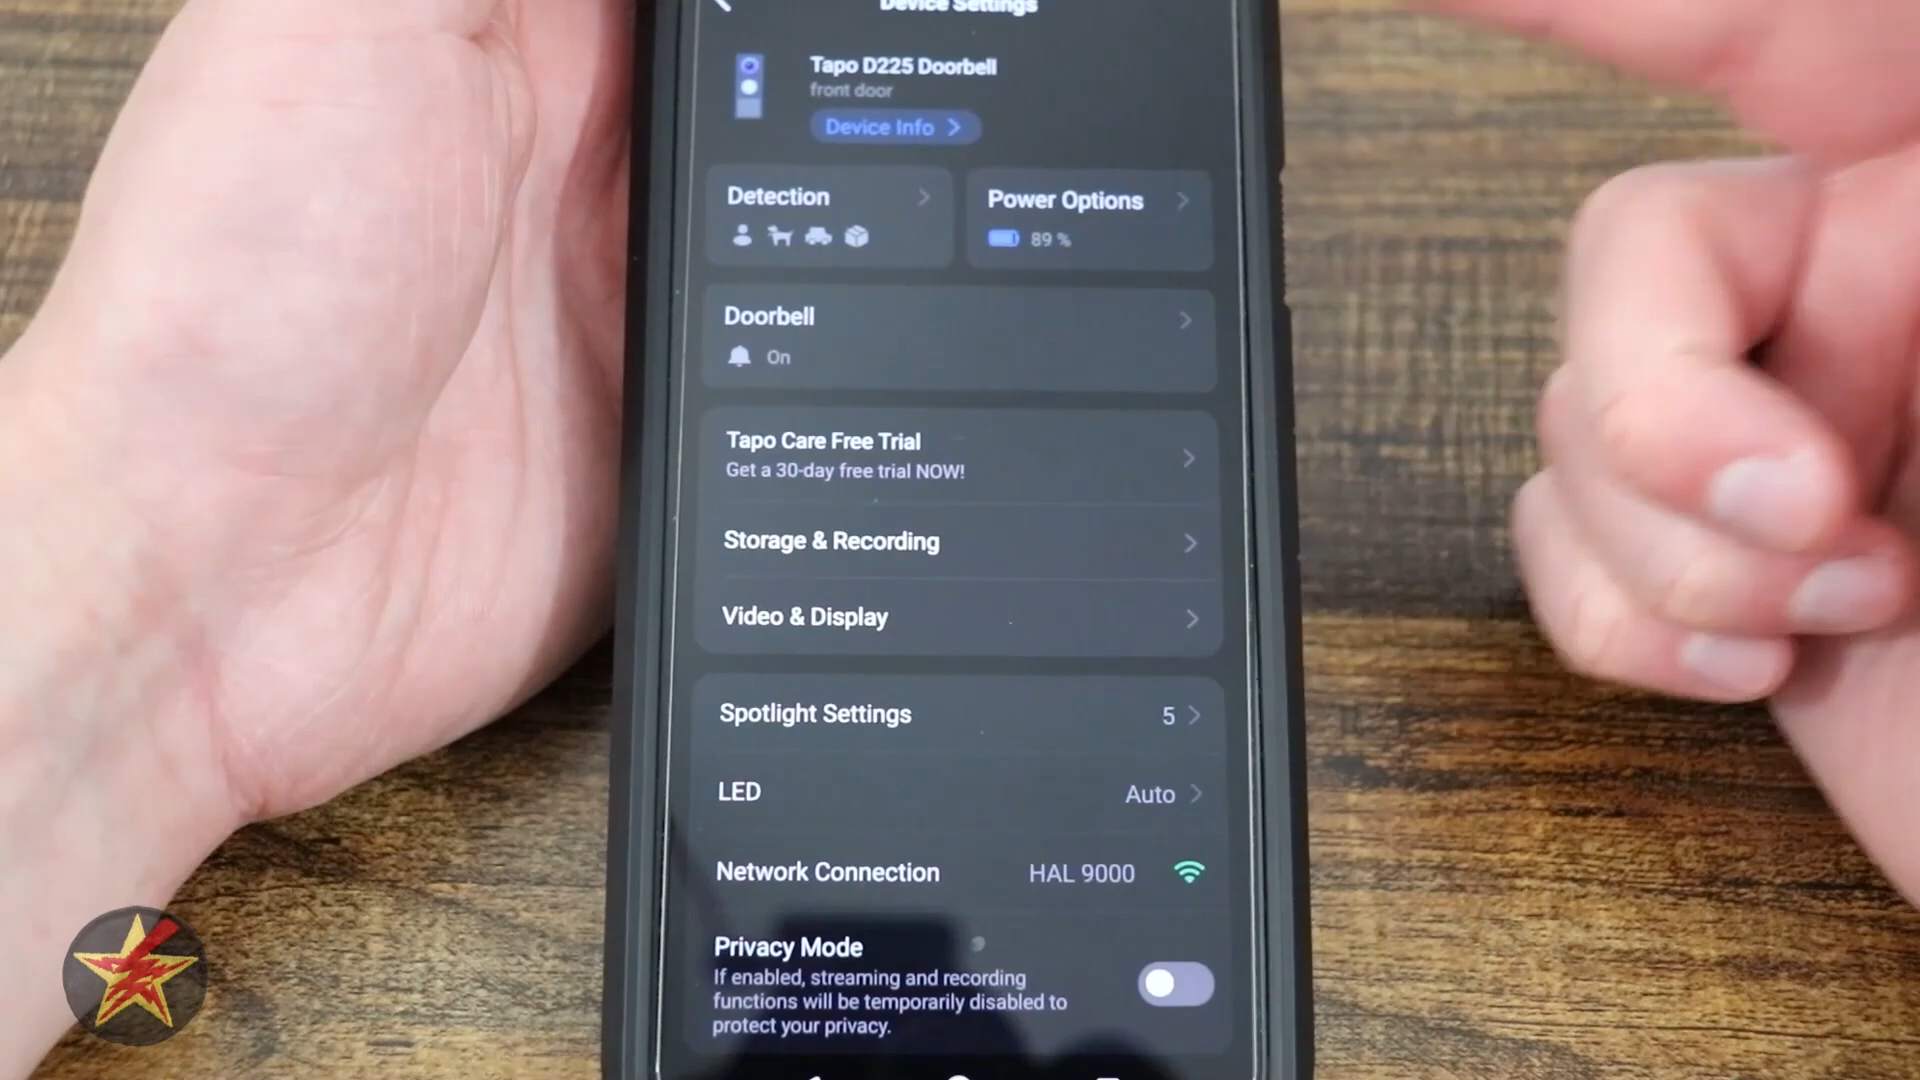 Device Settings
Tapo D225 Doorbell
front door
Device Info
Detection
Power Options
89 %
Doorbell
On
Tapo Care Free Trial
Get a 30-day free trial NOW!
Storage & Recording
Video & Display
Spotlight Settings
5
LED
Auto
Network Connection
HAL 9000
Privacy Mode
If enabled, streaming and recording
functions will be temporarily disabled to
protect your privacy.